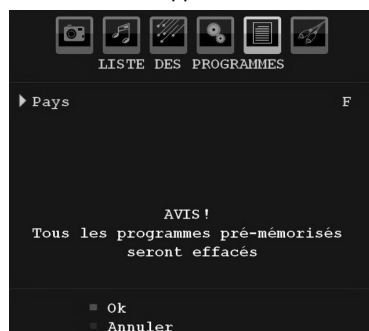 LISTE DES PROGRAMMES
Pays F
AVIS!
Tous les programmes pré-mémorisés
seront effacés
Ok
Annuler